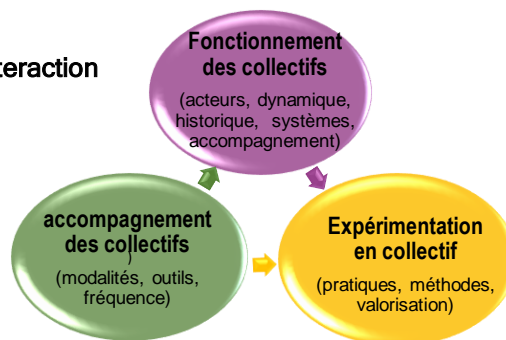 teraction
Fonctionnement
des collectifs
(acteurs, dynamique,
historique, systèmes,
accompagnement)
accompagnement
des collectifs
)
(modalités, outils,
fréquence)
Expérimentation
en collectif
(pratiques, méthodes,
valorisation)